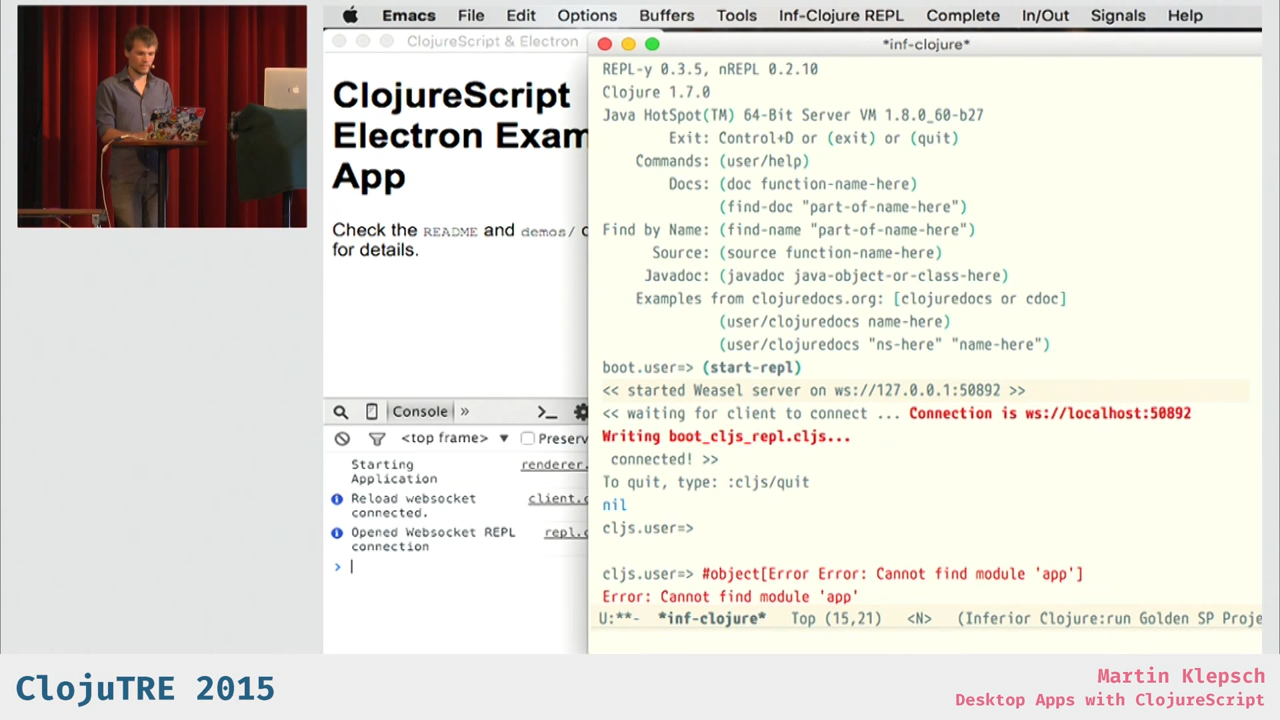 Emacs File Edit Options Buffers Tools Inf-Clojure REPL Complete In/Out Signals Help
ClojureScript & Electron
ClojureScript
Electron Exam
App
Check the README and demos/
for details.
Console »
<top frame> ▼ Preserv
Starting renderer.
Application
Reload websocket client.
connected.
Opened Websocket REPL repl.
connection
>
*inf-clojure*
REPL-y 0.3.5, nREPL 0.2.10
Clojure 1.7.0
Java HotSpot(TM) 64-Bit Server VM 1.8.0_60-b27
Exit: Control+D or (exit) or (quit)
Commands: (user/help)
Docs: (doc function-name-here)
(find-doc "part-of-name-here")
Find by Name: (find-name "part-of-name-here")
Source: (source function-name-here)
Javadoc: (javadoc java-object-or-class-here)
Examples from clojuredocs.org: [clojuredocs or cdoc]
(user/clojuredocs name-here)
(user/clojuredocs "ns-here" "name-here")
boot.user=> (start-repl)
<< started Weasel server on ws://127.0.0.1:50892 >>
<< waiting for client to connect ... Connection is ws://localhost:50892
Writing boot_cljs_repl.cljs...
connected! >>
To quit, type: :cljs/quit
nil
cljs.user=>
cljs.user=> #object[Error Error: Cannot find module 'app']
Error: Cannot find module 'app'
U:**- *inf-clojure* Top (15,21) <N> (Inferior Clojure:run Golden SP Proje
ClojuTRE 2015
Martin Klepsch
Desktop Apps with ClojureScript